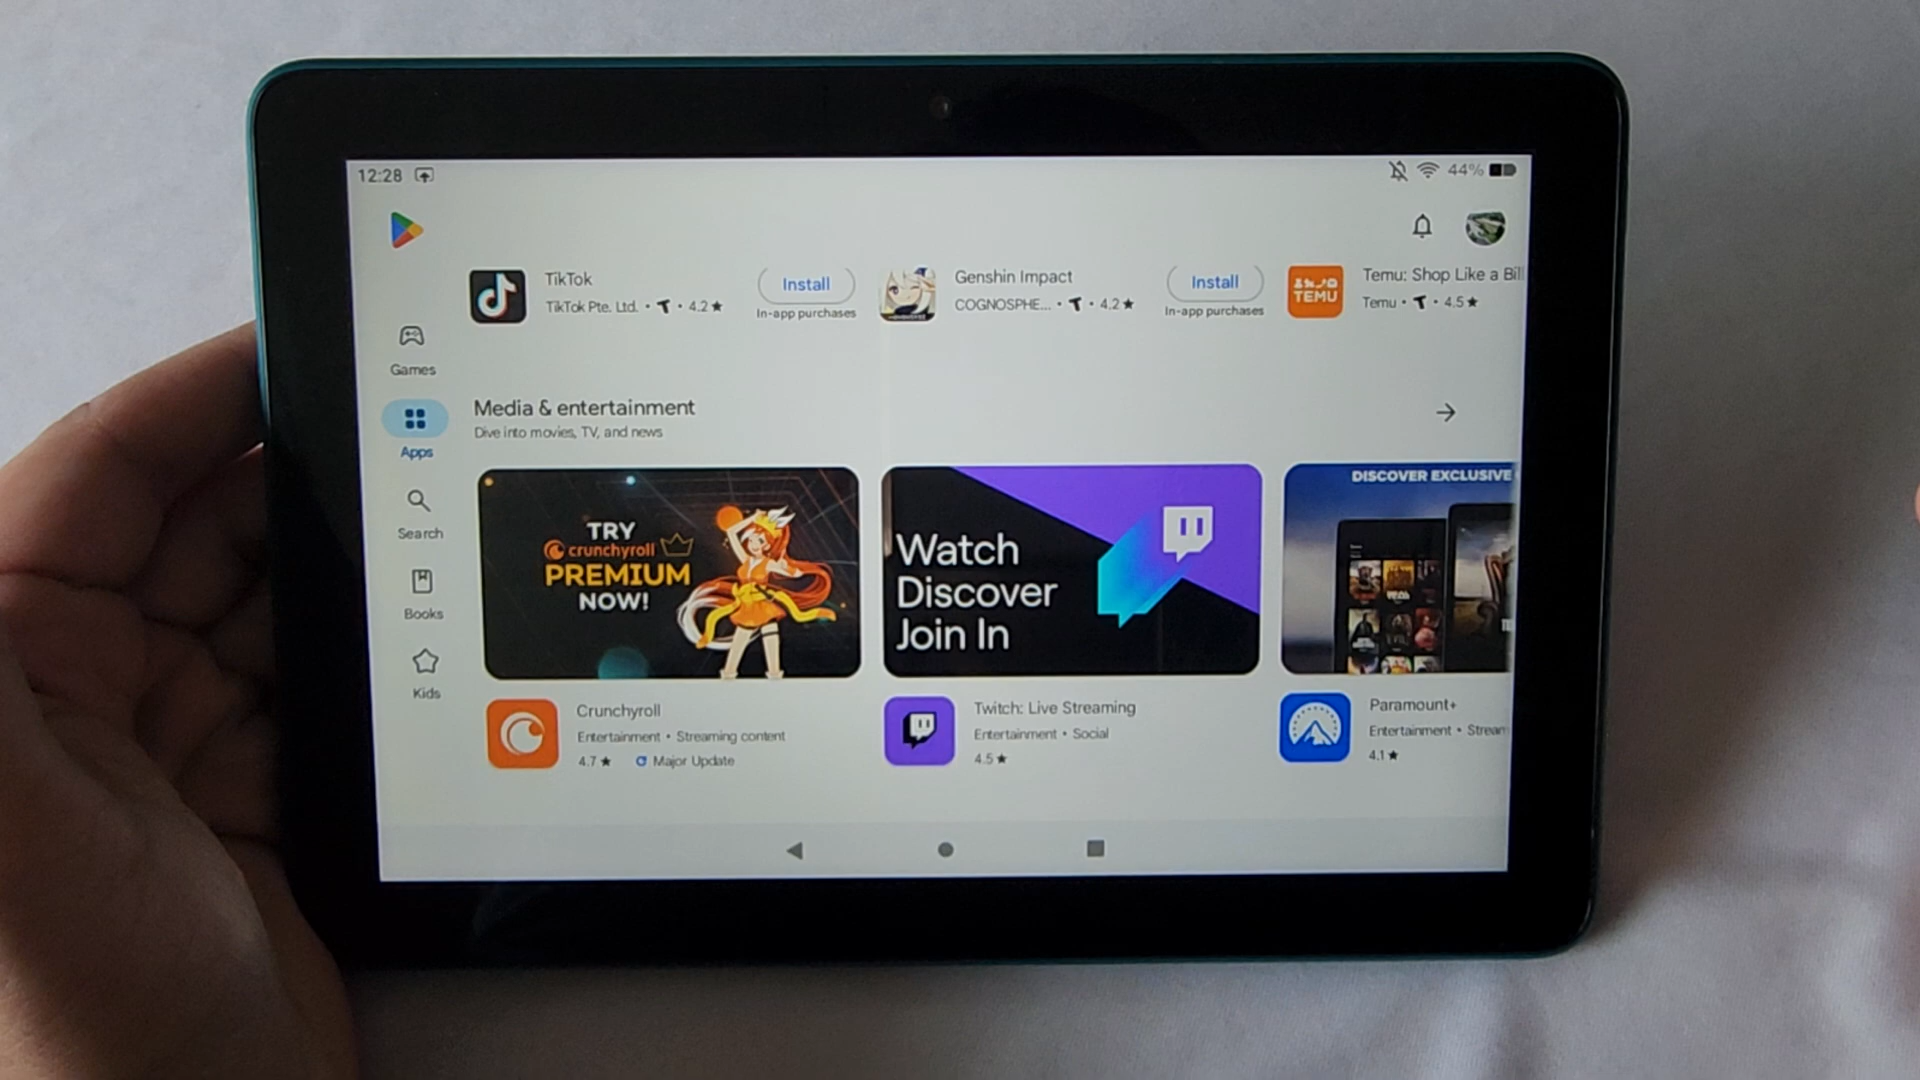 12:28
44%
TikTok
TikTok Pte. Ltd. • T • 4.2★
Install
In-app purchases
Genshin Impact
COGNOSPHE... • T • 4.2★
Install
In-app purchases
TEMU
Temu: Shop Like a Bil
Temu • T • 4.5★
Games
Apps
Search
Books
Kids
Media & entertainment
Dive into movies, TV, and news
TRY
crunchyroll
PREMIUM
NOW!
Watch
Discover
Join In
DISCOVER EXCLUSIVE
Crunchyroll
Entertainment • Streaming content
4.7★ Major Update
Twitch: Live Streaming
Entertainment • Social
4.5★
Paramount+
Entertainment • Stream
4.1★